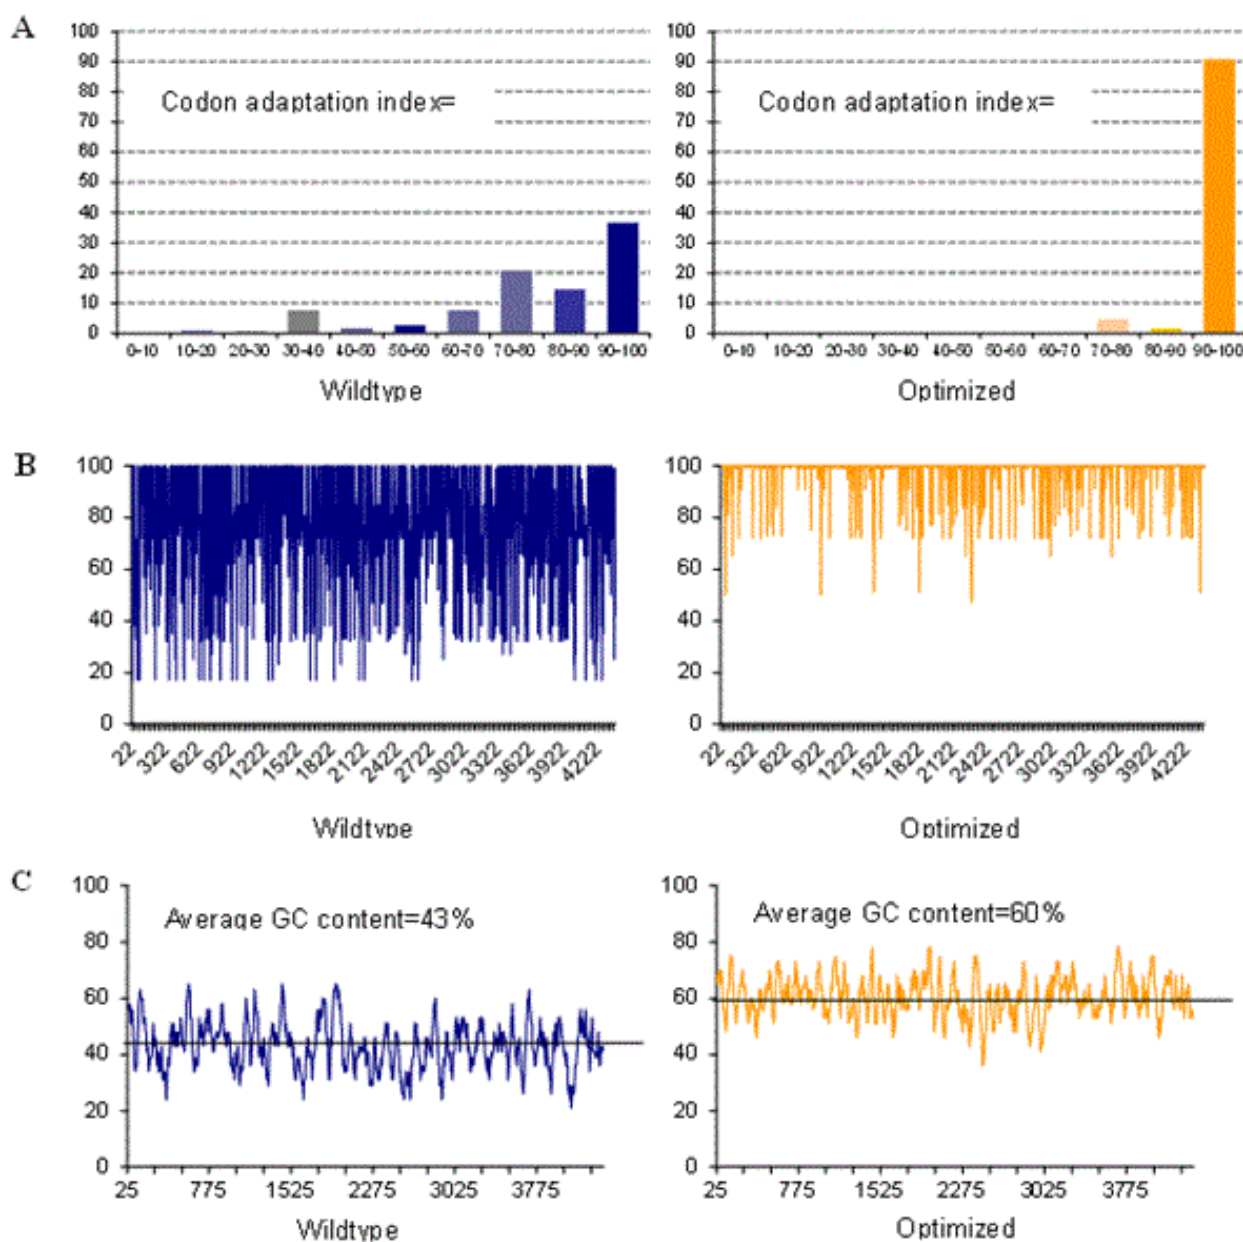 A
100
90
80
70
60
50
40
30
20
10
0
Codon adaptation index=
0-10 10-20 20-30 30-40 40-50 50-60 60-70 70-80 80-90 90-100
Wildtype
100
90
80
70
60
50
40
30
20
10
0
Codon adaptation index=
0-10 10-20 20-30 30-40 40-50 50-60 60-70 70-80 80-90 90-100
Optimized
B
100
80
60
40
20
0
22 322 622 922 1222 1522 1822 2122 2422 2722 3022 3322 3622 3922 4222
Wildtype
100
80
60
40
20
0
22 322 622 922 1222 1522 1822 2122 2422 2722 3022 3322 3622 3922 4222
Optimized
C
100
80
60
40
20
0
Average GC content=43%
25 775 1525 2275 3025 3775
Wildtype
100
80
60
40
20
0
Average GC content=60%
25 775 1525 2275 3025 3775
Optimized